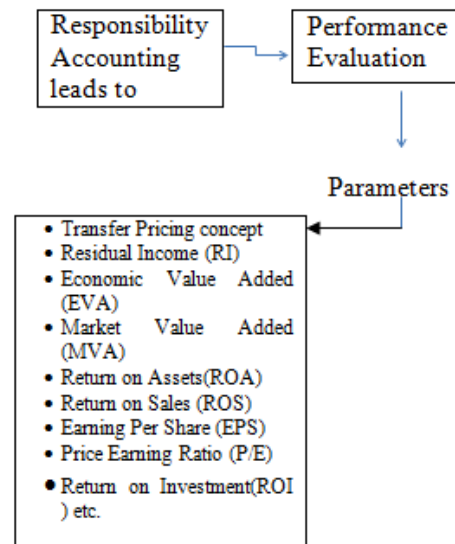 Responsibility
Accounting
leads to
Performance
Evaluation
Parameters
• Transfer Pricing concept
• Residual Income (RI)
• Economic Value Added
(EVA)
• Market Value Added
(MVA)
• Return on Assets(ROA)
• Return on Sales (ROS)
• Earning Per Share (EPS)
• Price Earning Ratio (P/E)
• Return on Investment(ROI
) etc.